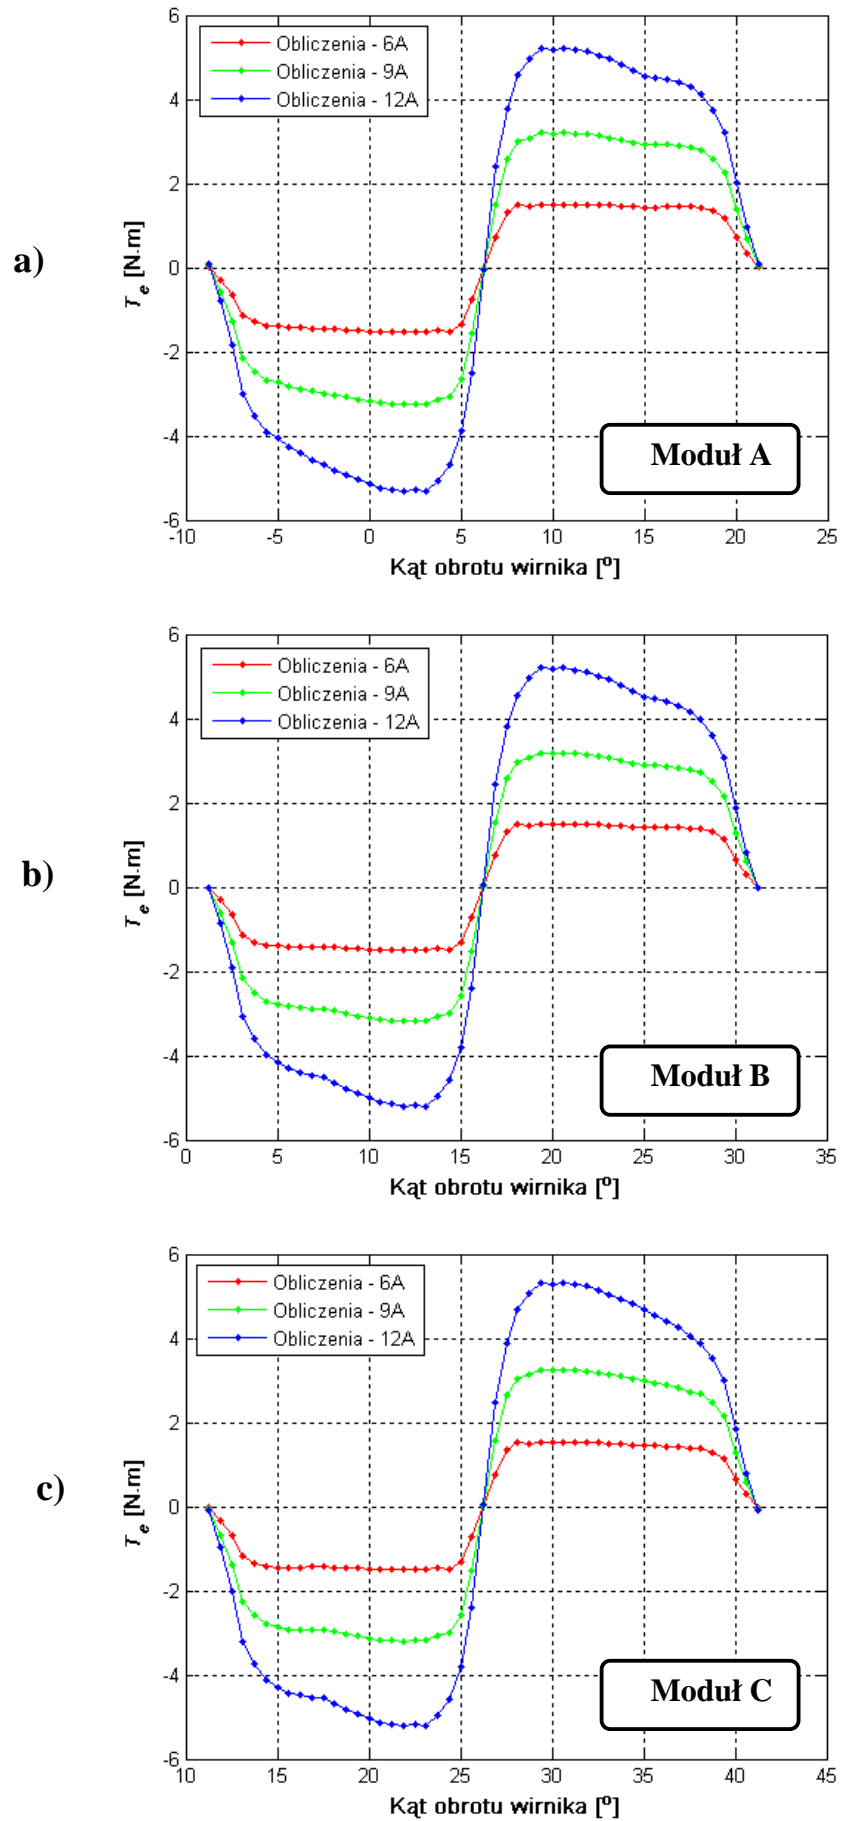 a)
6
4
2
0
-2
-4
-6
T_e [N·m]
Obliczenia - 6A
Obliczenia - 9A
Obliczenia - 12A
Moduł A
-10 -5 0 5 10 15 20 25
Kąt obrotu wirnika [º]
b)
6
4
2
0
-2
-4
-6
T_e [N·m]
Obliczenia - 6A
Obliczenia - 9A
Obliczenia - 12A
Moduł B
0 5 10 15 20 25 30 35
Kąt obrotu wirnika [º]
c)
6
4
2
0
-2
-4
-6
T_e [N·m]
Obliczenia - 6A
Obliczenia - 9A
Obliczenia - 12A
Moduł C
10 15 20 25 30 35 40 45
Kąt obrotu wirnika [º]